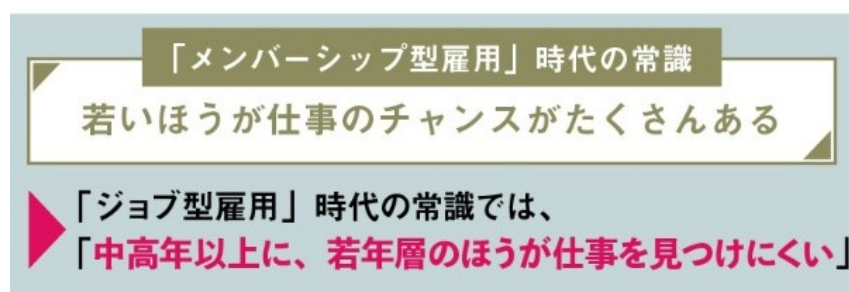 「メンバーシップ型雇用」時代の常識
若いほうが仕事のチャンスがたくさんある
「ジョブ型雇用」時代の常識では、
「中高年以上に、若年層のほうが仕事を見つけにくい」